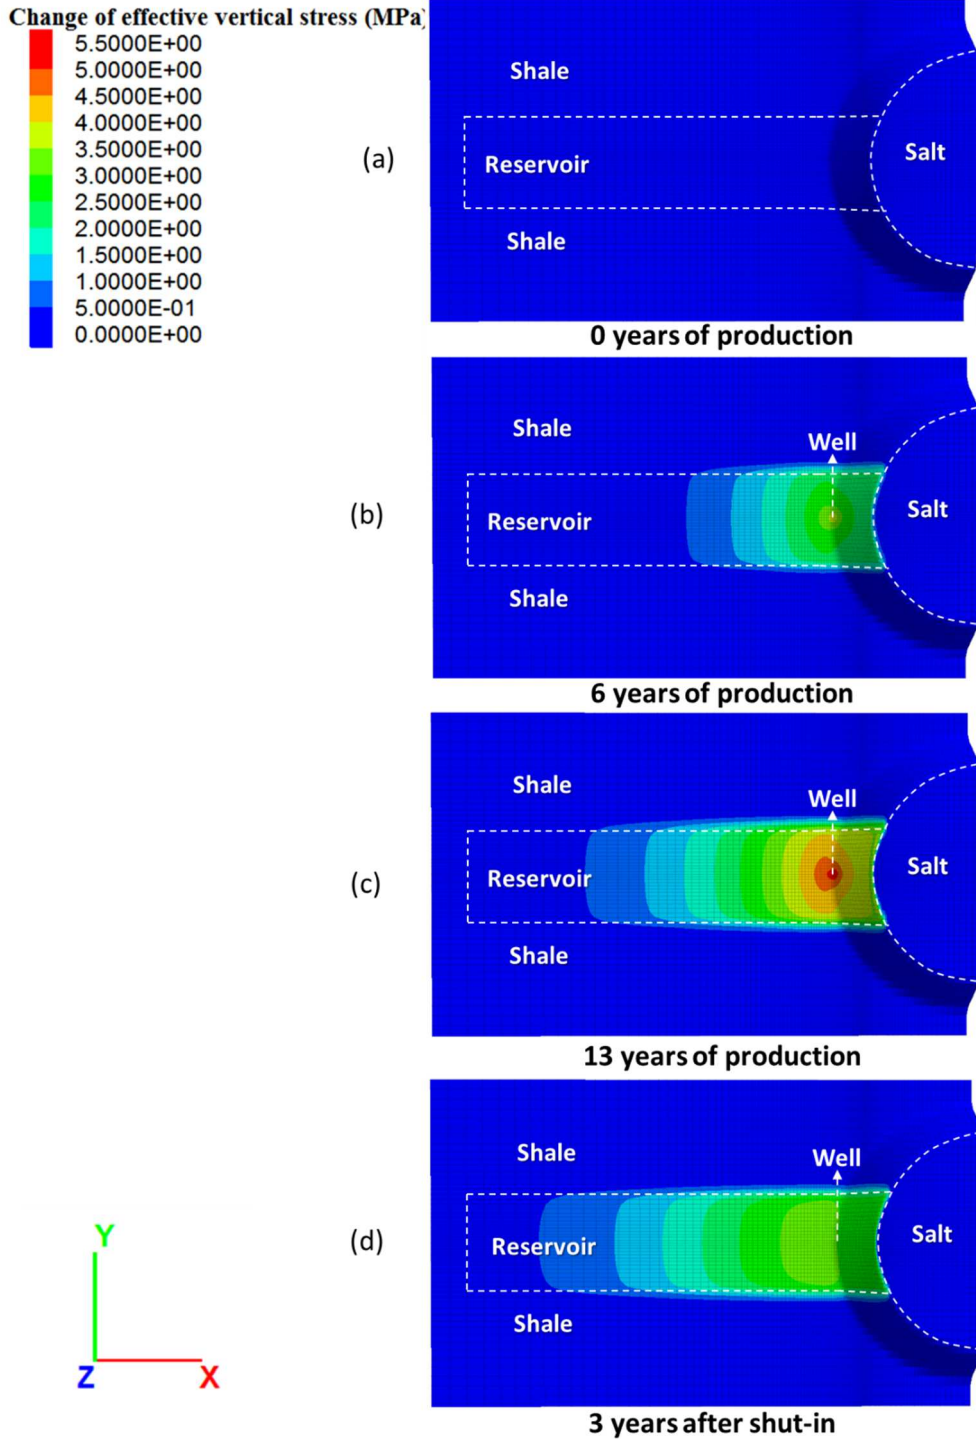 Change of effective vertical stress (MPa)
5.5000E+00
5.0000E+00
4.5000E+00
4.0000E+00
3.5000E+00
3.0000E+00
2.5000E+00
2.0000E+00
1.5000E+00
1.0000E+00
5.0000E-01
0.0000E+00
(a)
Shale
Reservoir
Salt
Shale
0 years of production
(b)
Shale
Well
Reservoir
Salt
Shale
6 years of production
(c)
Shale
Well
Reservoir
Salt
Shale
13 years of production
(d)
Shale
Well
Reservoir
Salt
Shale
3 years after shut-in
Y
Z
X